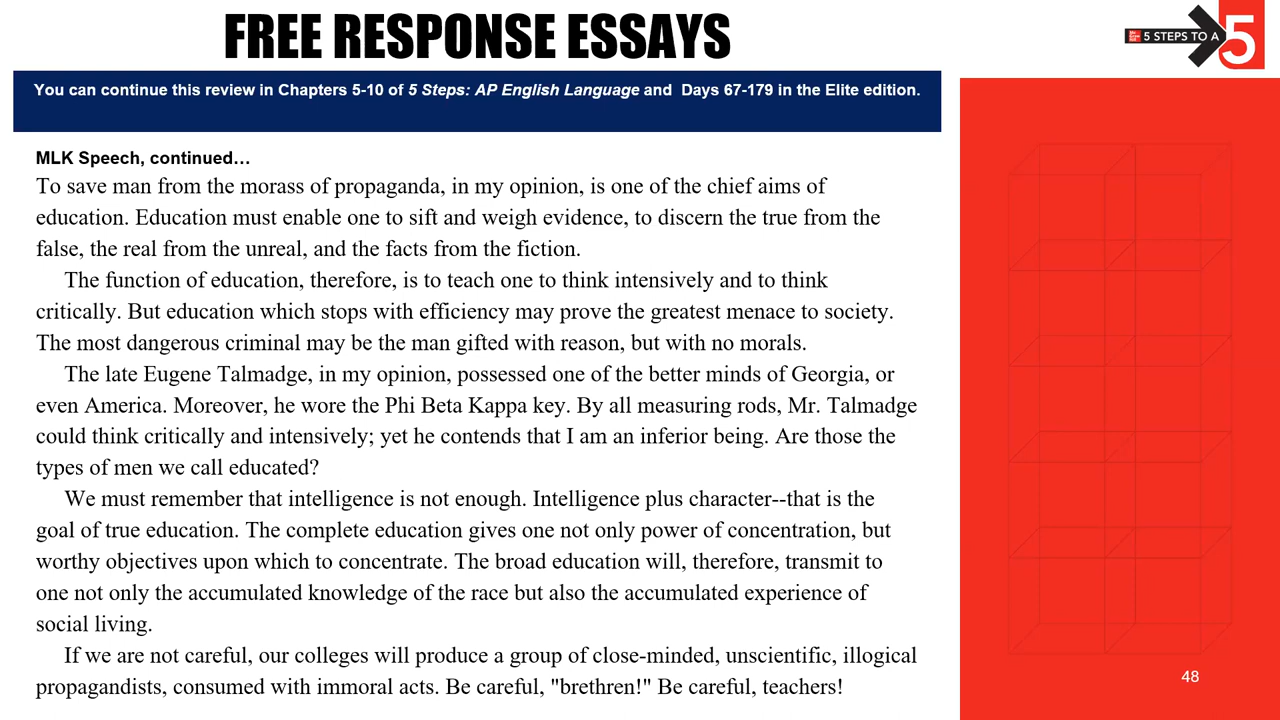 FREE RESPONSE ESSAYS
5 STEPS TO A
5
You can continue this review in Chapters 5-10 of 5 Steps: AP English Language and Days 67-179 in the Elite edition.
MLK Speech, continued…
To save man from the morass of propaganda, in my opinion, is one of the chief aims of
education. Education must enable one to sift and weigh evidence, to discern the true from the
false, the real from the unreal, and the facts from the fiction.
The function of education, therefore, is to teach one to think intensively and to think
critically. But education which stops with efficiency may prove the greatest menace to society.
The most dangerous criminal may be the man gifted with reason, but with no morals.
The late Eugene Talmadge, in my opinion, possessed one of the better minds of Georgia, or
even America. Moreover, he wore the Phi Beta Kappa key. By all measuring rods, Mr. Talmadge
could think critically and intensively; yet he contends that I am an inferior being. Are those the
types of men we call educated?
We must remember that intelligence is not enough. Intelligence plus character--that is the
goal of true education. The complete education gives one not only power of concentration, but
worthy objectives upon which to concentrate. The broad education will, therefore, transmit to
one not only the accumulated knowledge of the race but also the accumulated experience of
social living.
If we are not careful, our colleges will produce a group of close-minded, unscientific, illogical
propagandists, consumed with immoral acts. Be careful, "brethren!" Be careful, teachers!
48